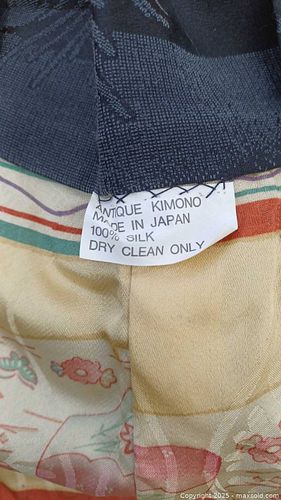 ANTIQUE KIMONO
MADE IN JAPAN
100% SILK
DRY CLEAN ONLY
Copyright 2025 - maxsold.com